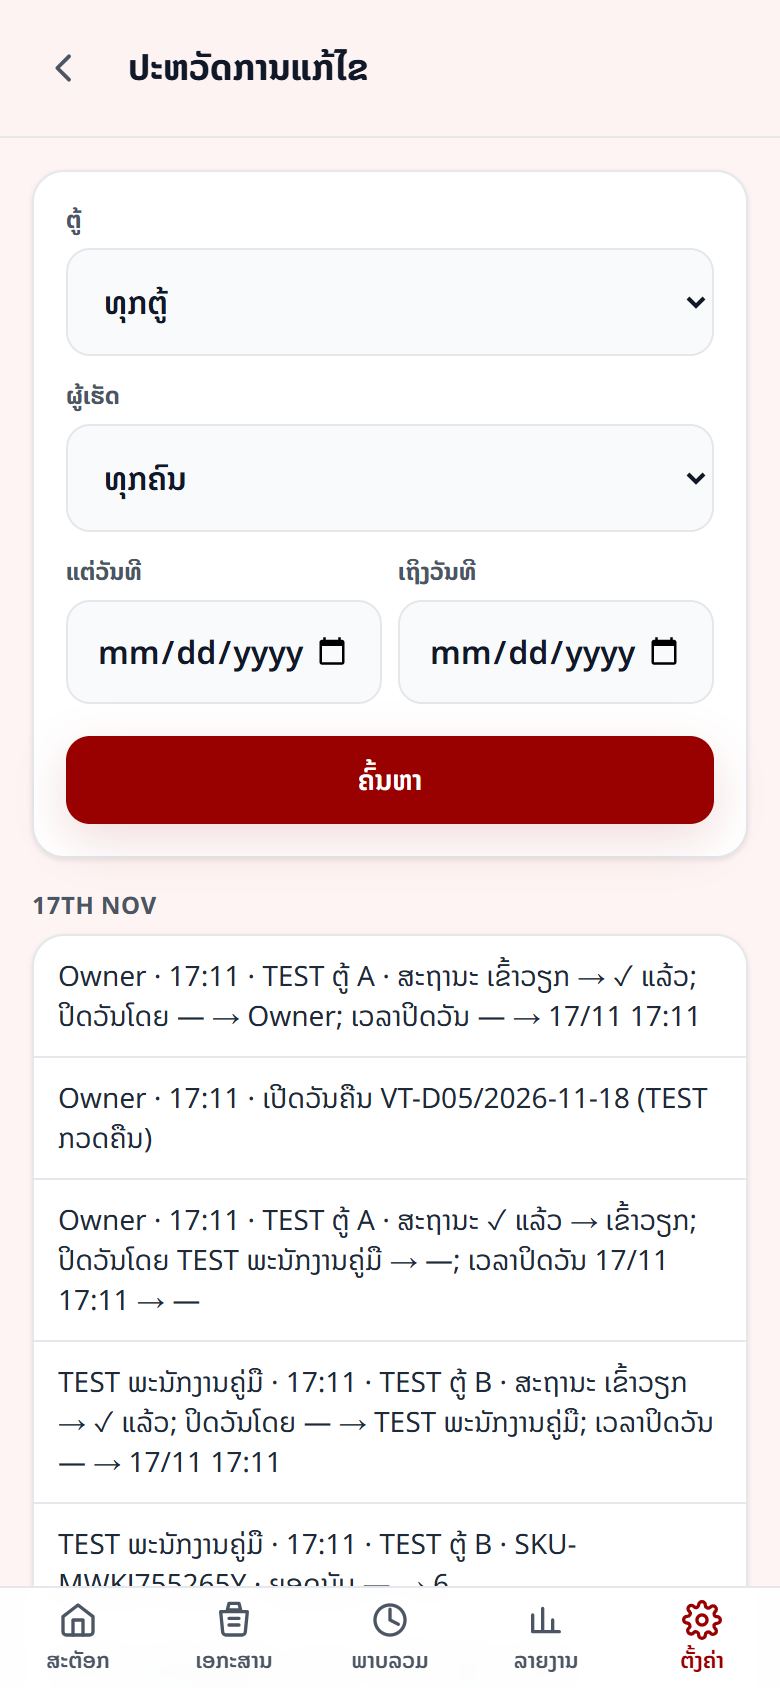 ປະຫວັດການແກ້ໄຂ
ຕູ້
ທຸກຕູ້
ຜູ້ເຮັດ
ທຸກຄົນ
ແຕ່ວັນທີ
ເຖິງວັນທີ
mm/dd/yyyy
mm/dd/yyyy
ຄົ້ນຫາ
17TH NOV
Owner · 17:11 · TEST ຕູ້ A · ສະຖານະ ເຂົ້າວຽກ → ✓ ແລ້ວ;
ປິດວັນໂດຍ — → Owner; ເວລາປິດວັນ — → 17/11 17:11
Owner · 17:11 · ເປີດວັນຄືນ VT-D05/2026-11-18 (TEST
ກວດຄືນ)
Owner · 17:11 · TEST ຕູ້ A · ສະຖານະ ✓ ແລ້ວ → ເຂົ້າວຽກ;
ປິດວັນໂດຍ TEST ພະນັກງານຄູ່ມື → —; ເວລາປິດວັນ 17/11
17:11 → —
TEST ພະນັກງານຄູ່ມື · 17:11 · TEST ຕູ້ B · ສະຖານະ ເຂົ້າວຽກ
→ ✓ ແລ້ວ; ປິດວັນໂດຍ — → TEST ພະນັກງານຄູ່ມື; ເວລາປິດວັນ
— → 17/11 17:11
TEST ພະນັກງານຄູ່ມື · 17:11 · TEST ຕູ້ B · SKU-
MWKI755265Y · ຍອດນັບ — → 6
ສະຕັອກ
ເອກະສານ
ພາບລວມ
ລາຍງານ
ຕັ້ງຄ່າ